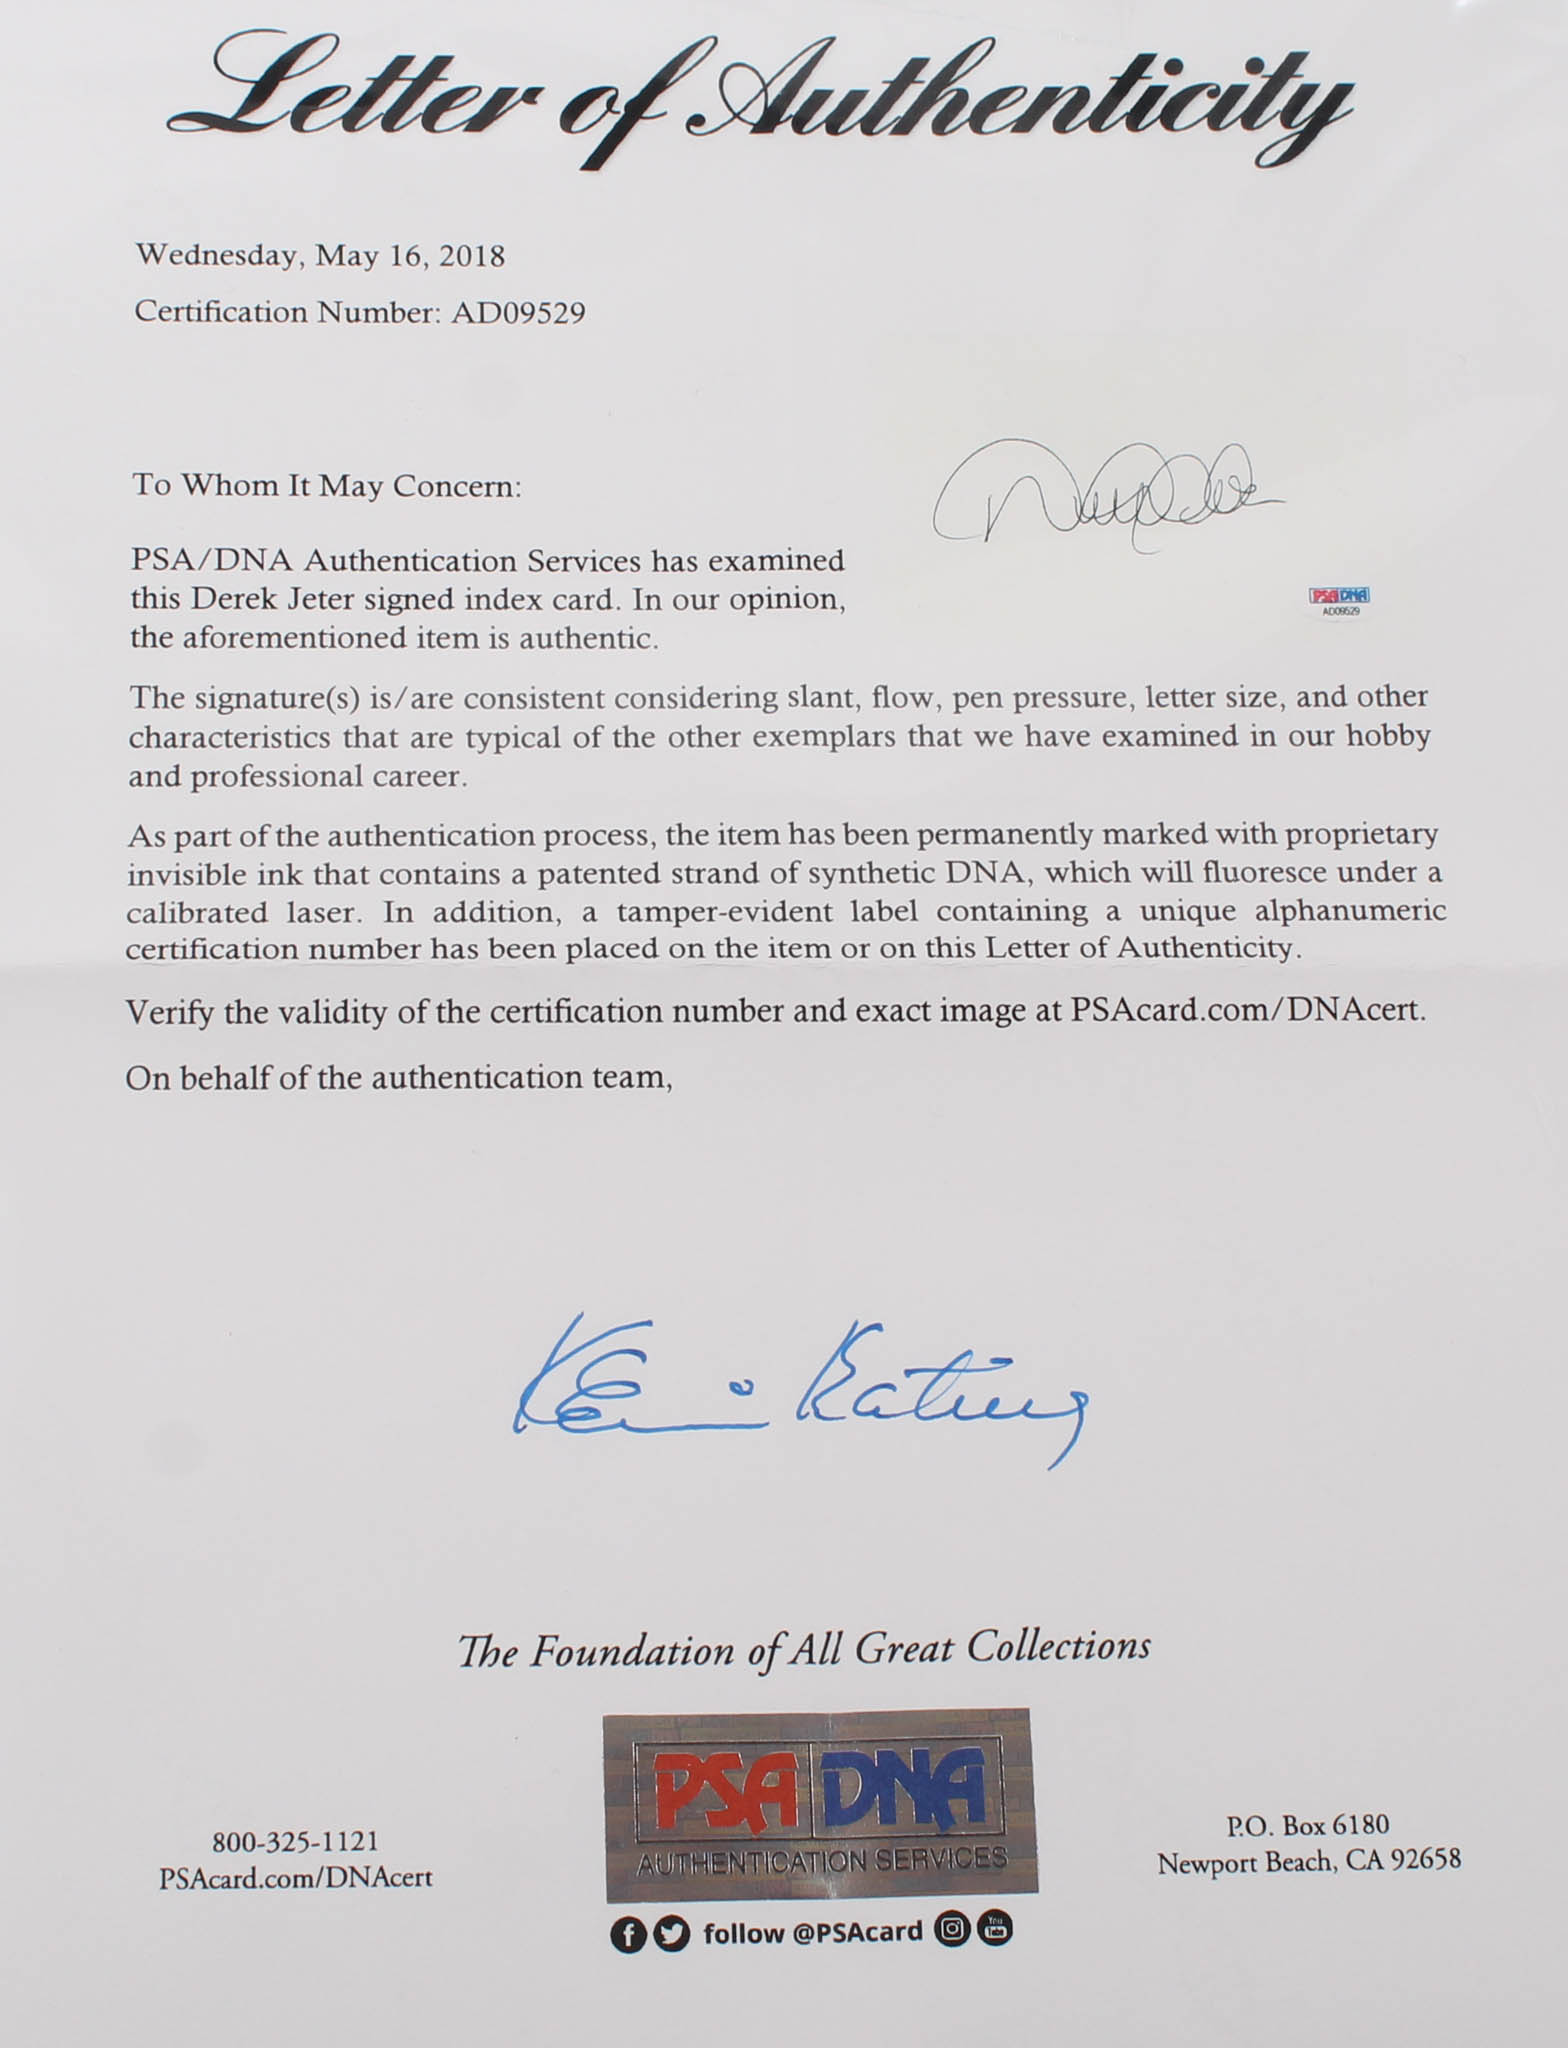 Letter of Authenticity
Wednesday, May 16, 2018
Certification Number: AD09529
To Whom It May Concern:
PSA/DNA Authentication Services has examined
this Derek Jeter signed index card. In our opinion,
the aforementioned item is authentic.
PSA DNA
AD09529
The signature(s) is/are consistent considering slant, flow, pen pressure, letter size, and other
characteristics that are typical of the other exemplars that we have examined in our hobby
and professional career.
As part of the authentication process, the item has been permanently marked with proprietary
invisible ink that contains a patented strand of synthetic DNA, which will fluoresce under a
calibrated laser. In addition, a tamper-evident label containing a unique alphanumeric
certification number has been placed on the item or on this Letter of Authenticity.
Verify the validity of the certification number and exact image at PSAcard.com/DNAcert.
On behalf of the authentication team,
The Foundation of All Great Collections
PSA DNA
AUTHENTICATION SERVICES
800-325-1121
PSAcard.com/DNAcert
P.O. Box 6180
Newport Beach, CA 92658
follow @PSAcard
You
Tube